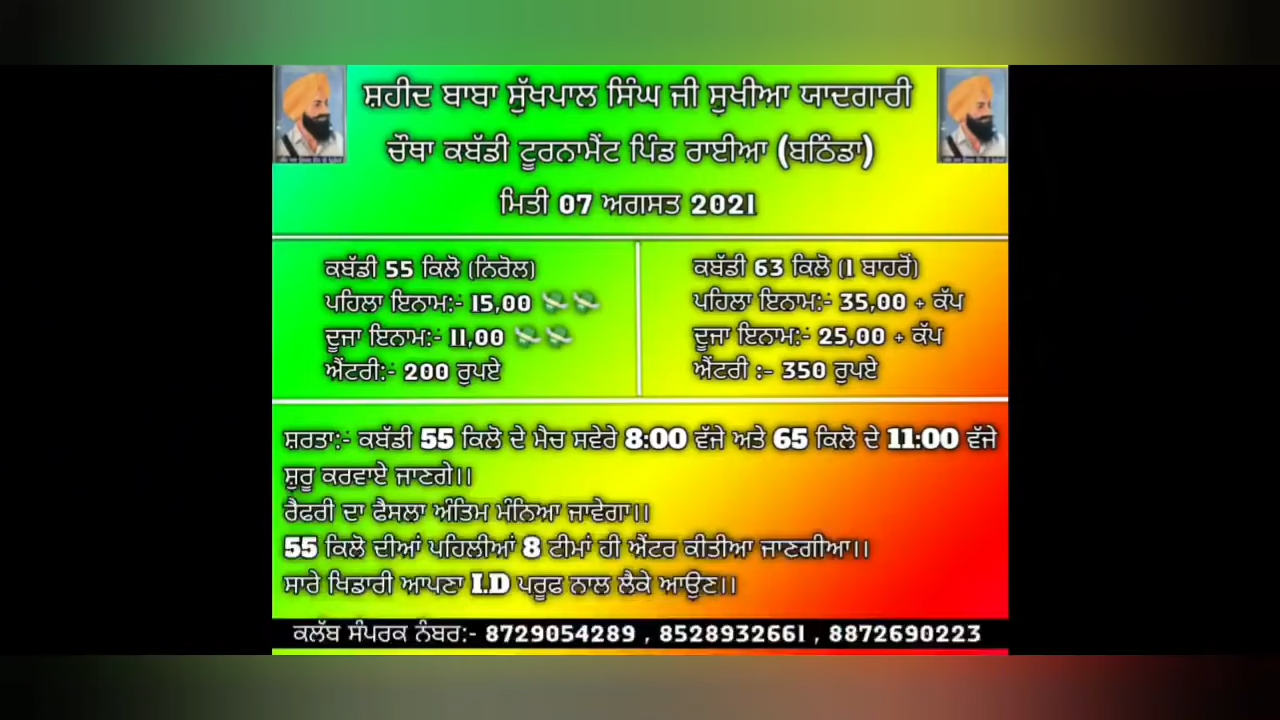 ਸ਼ਹੀਦ ਬਾਬਾ ਸੁੱਖਪਾਲ ਸਿੰਘ ਜੀ ਸੁਖੀਆ ਯਾਦਗਾਰੀ
ਚੌਥਾ ਕਬੱਡੀ ਟੂਰਨਾਮੈਂਟ ਪਿੰਡ ਰਾਈਆ (ਬਠਿੰਡਾ)
ਮਿਤੀ 07 ਅਗਸਤ 2021
ਕਬੱਡੀ 55 ਕਿਲੋ (ਨਿਰੋਲ)
ਪਹਿਲਾ ਇਨਾਮ:- 15,00
ਦੂਜਾ ਇਨਾਮ:- 11,00
ਐਂਟਰੀ:- 200 ਰੁਪਏ
ਕਬੱਡੀ 63 ਕਿਲੋ (1 ਬਾਹਰੋਂ)
ਪਹਿਲਾ ਇਨਾਮ:- 35,00 + ਕੱਪ
ਦੂਜਾ ਇਨਾਮ:- 25,00 + ਕੱਪ
ਐਂਟਰੀ :- 350 ਰੁਪਏ
ਸ਼ਰਤਾ:- ਕਬੱਡੀ 55 ਕਿਲੋ ਦੇ ਮੈਚ ਸਵੇਰੇ 8:00 ਵੱਜੇ ਅਤੇ 65 ਕਿਲੋ ਦੇ 11:00 ਵੱਜੇ
ਸ਼ੁਰੂ ਕਰਵਾਏ ਜਾਣਗੇ।।
ਰੈਫਰੀ ਦਾ ਫੈਸਲਾ ਅੰਤਿਮ ਮੰਨਿਆ ਜਾਵੇਗਾ।।
55 ਕਿਲੋ ਦੀਆਂ ਪਹਿਲੀਆਂ 8 ਟੀਮਾਂ ਹੀ ਐਂਟਰ ਕੀਤੀਆ ਜਾਣਗੀਆ।।
ਸਾਰੇ ਖਿਡਾਰੀ ਆਪਣਾ I.D ਪਰੂਫ ਨਾਲ ਲੈਕੇ ਆਉਣ।।
ਕਲੱਬ ਸੰਪਰਕ ਨੰਬਰ:- 8729054289 , 8528932661 , 8872690223